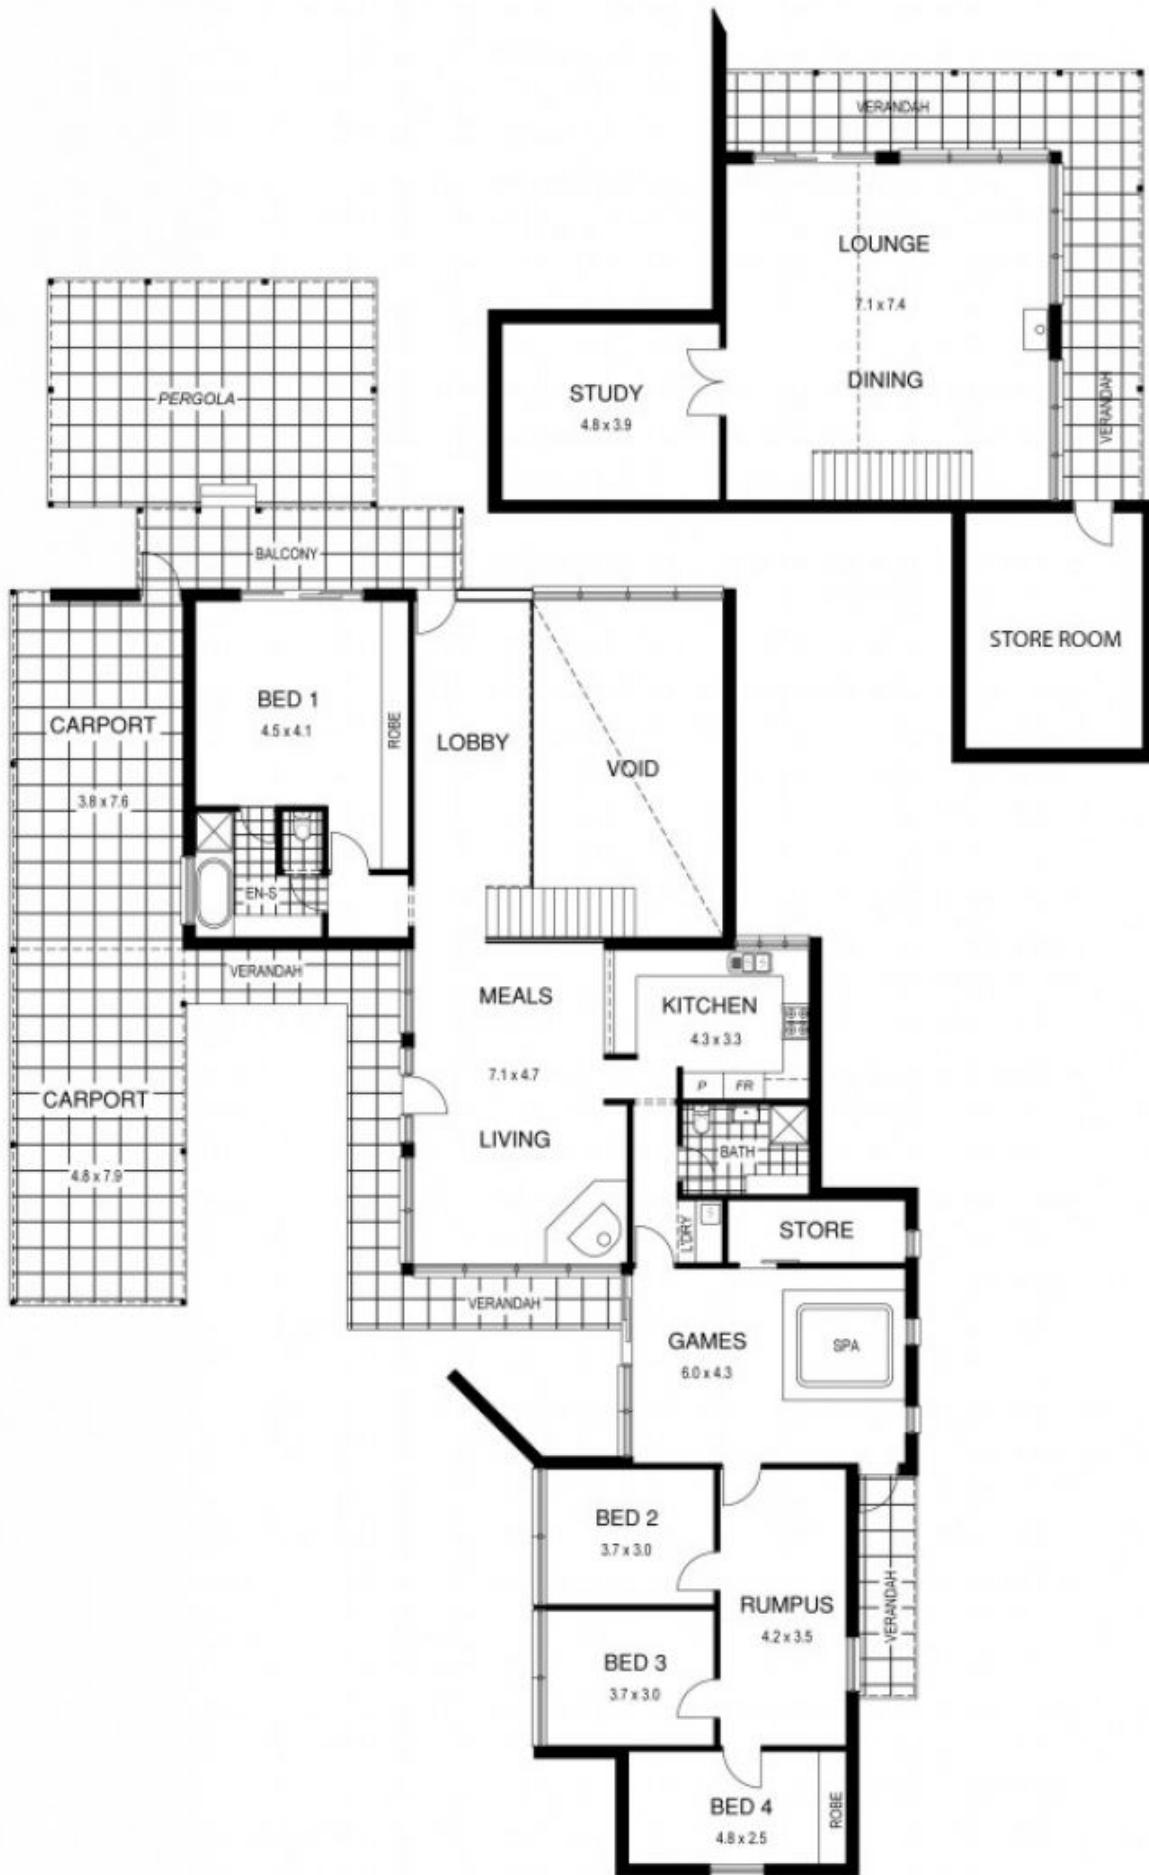 VERANDAH
LOUNGE
7.1 x 7.4
DINING
VERANDAH
STUDY
4.8 x 3.9
STORE ROOM
PERGOLA
BALCONY
BED 1
4.5 x 4.1
ROBE
LOBBY
VOID
CARPORT
3.8 x 7.6
EN-S
VERANDAH
MEALS
7.1 x 4.7
LIVING
KITCHEN
4.3 x 3.3
P
FR
CARPORT
4.8 x 7.9
BATH
L'DRY
STORE
VERANDAH
GAMES
6.0 x 4.3
SPA
BED 2
3.7 x 3.0
RUMPUS
4.2 x 3.5
VERANDAH
BED 3
3.7 x 3.0
BED 4
4.8 x 2.5
ROBE